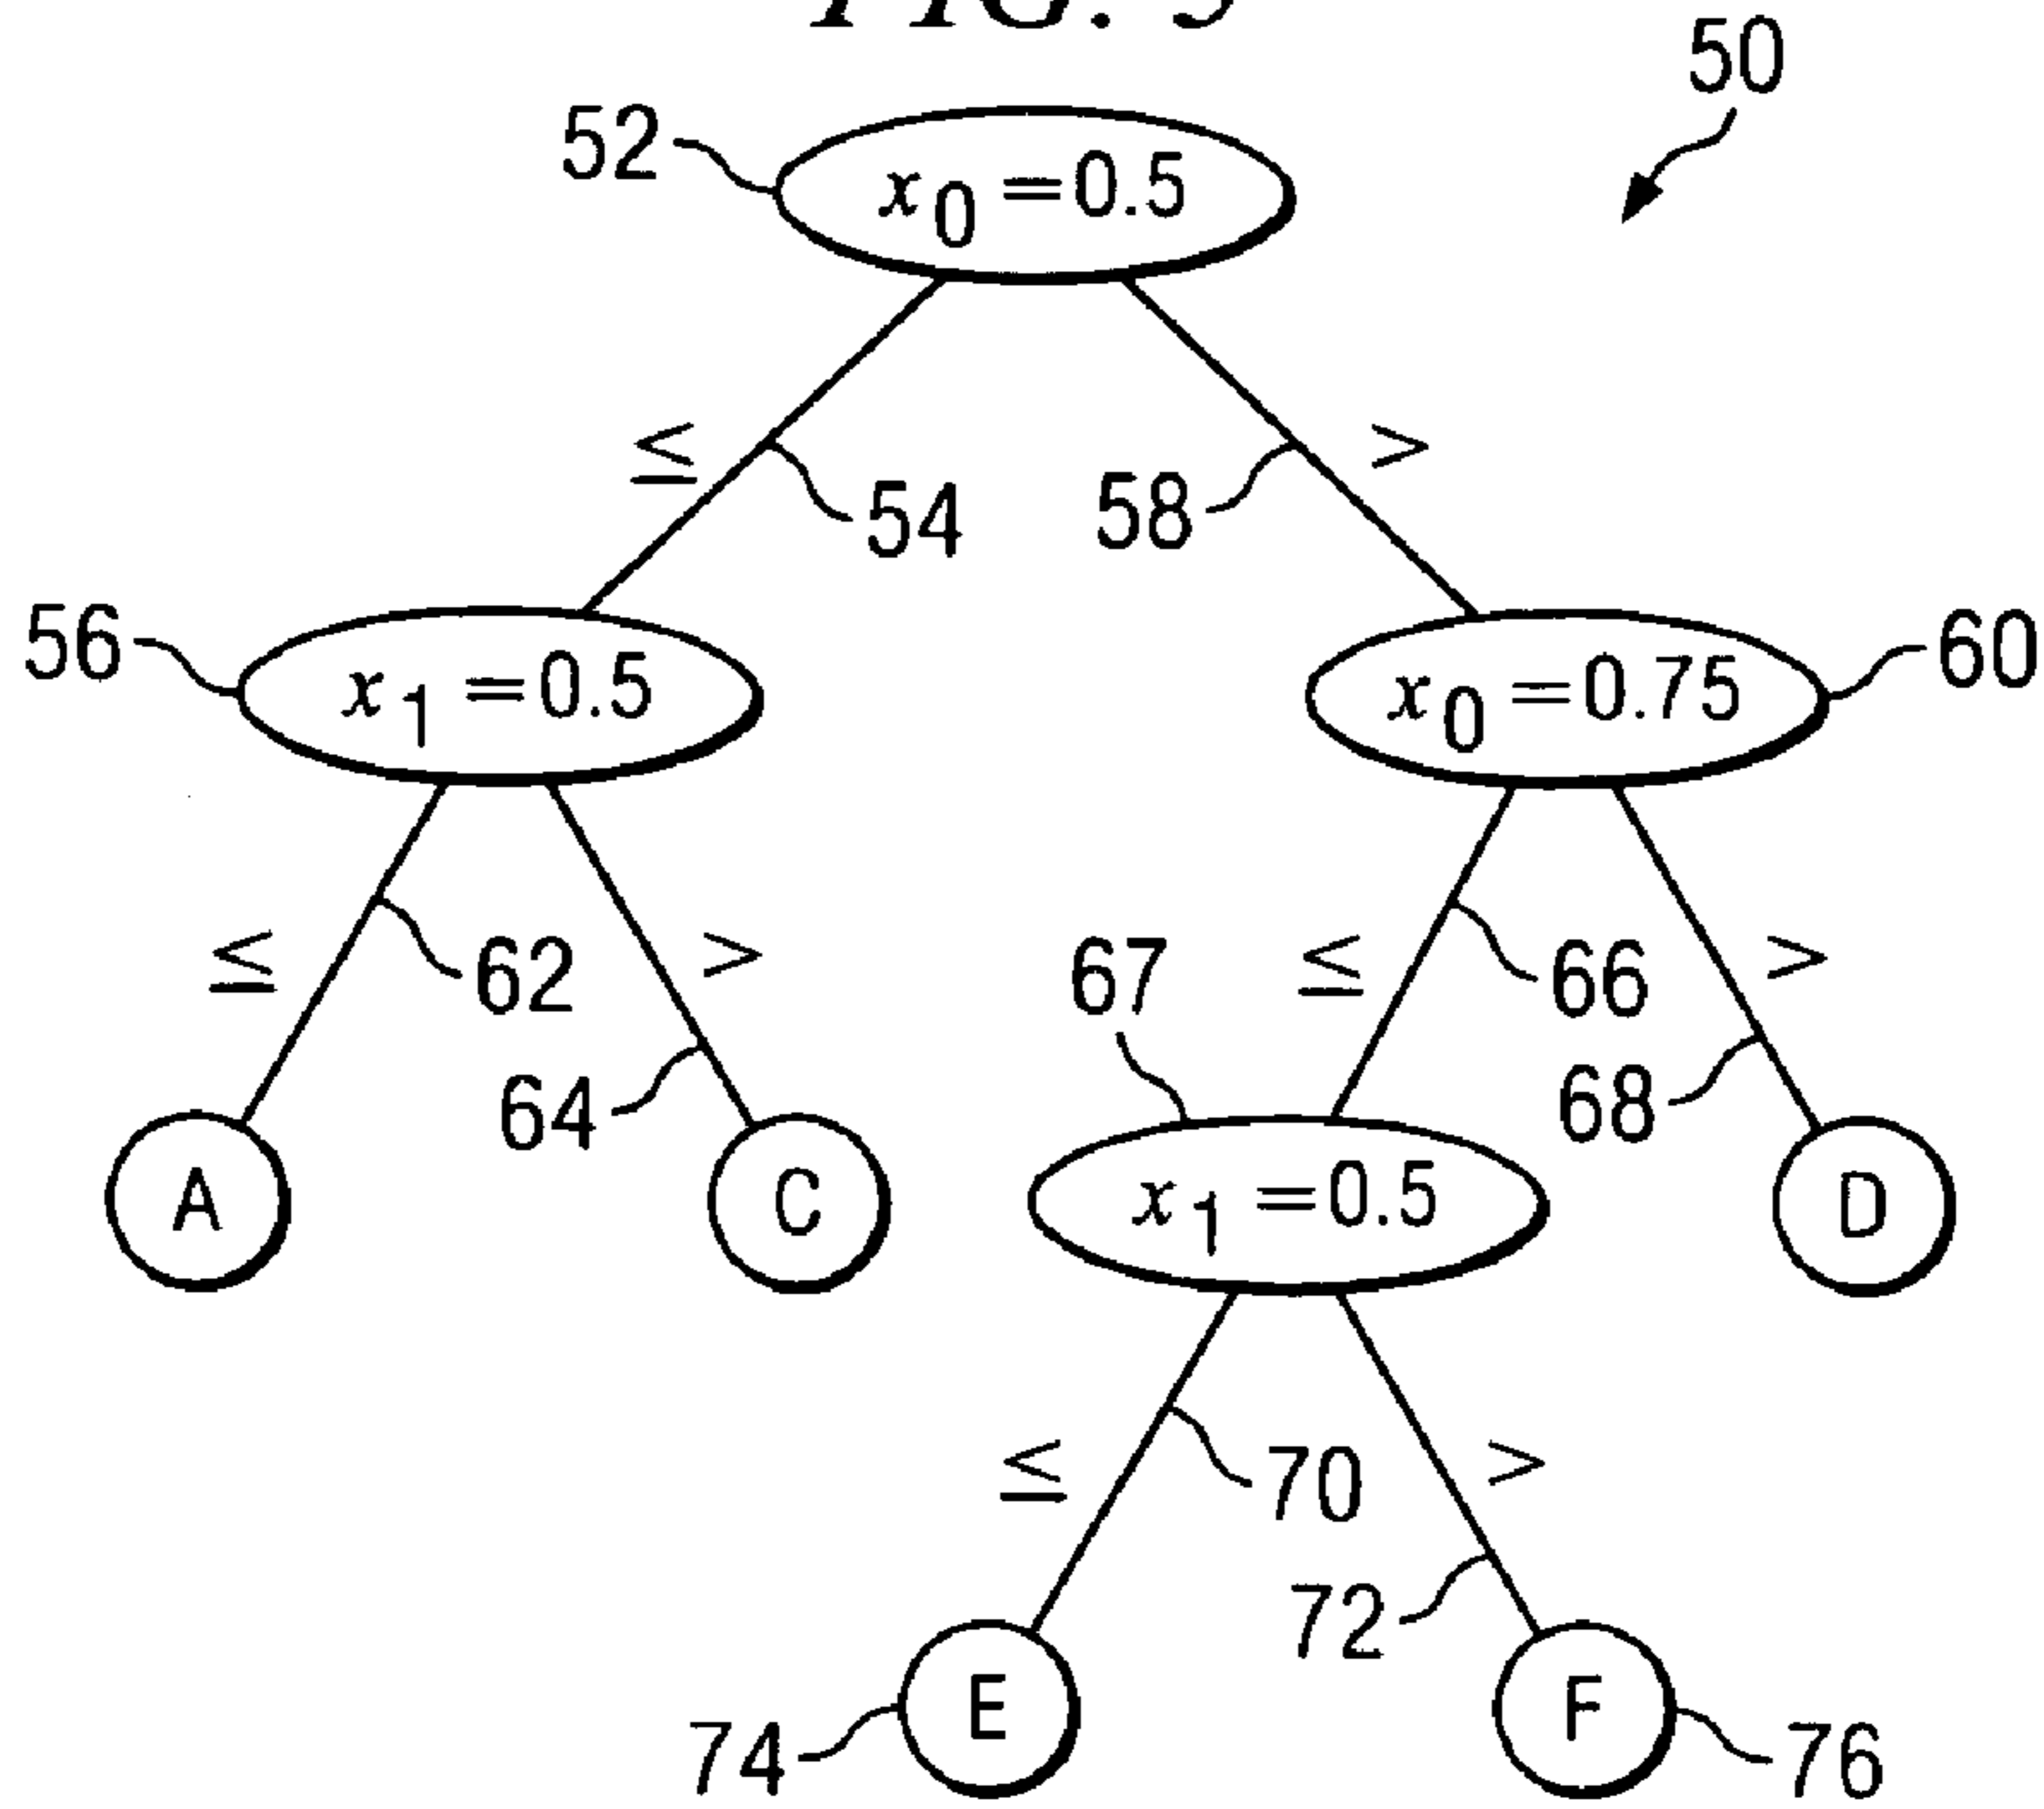 50
52
x0 =0.5
≤ 54 58 >
56
x1 =0.5
x0 =0.75
60
≤ 62 >
67 ≤ 66 >
64 68
A
C
x1 =0.5
D
≤ 70 >
72
E
F
74
76